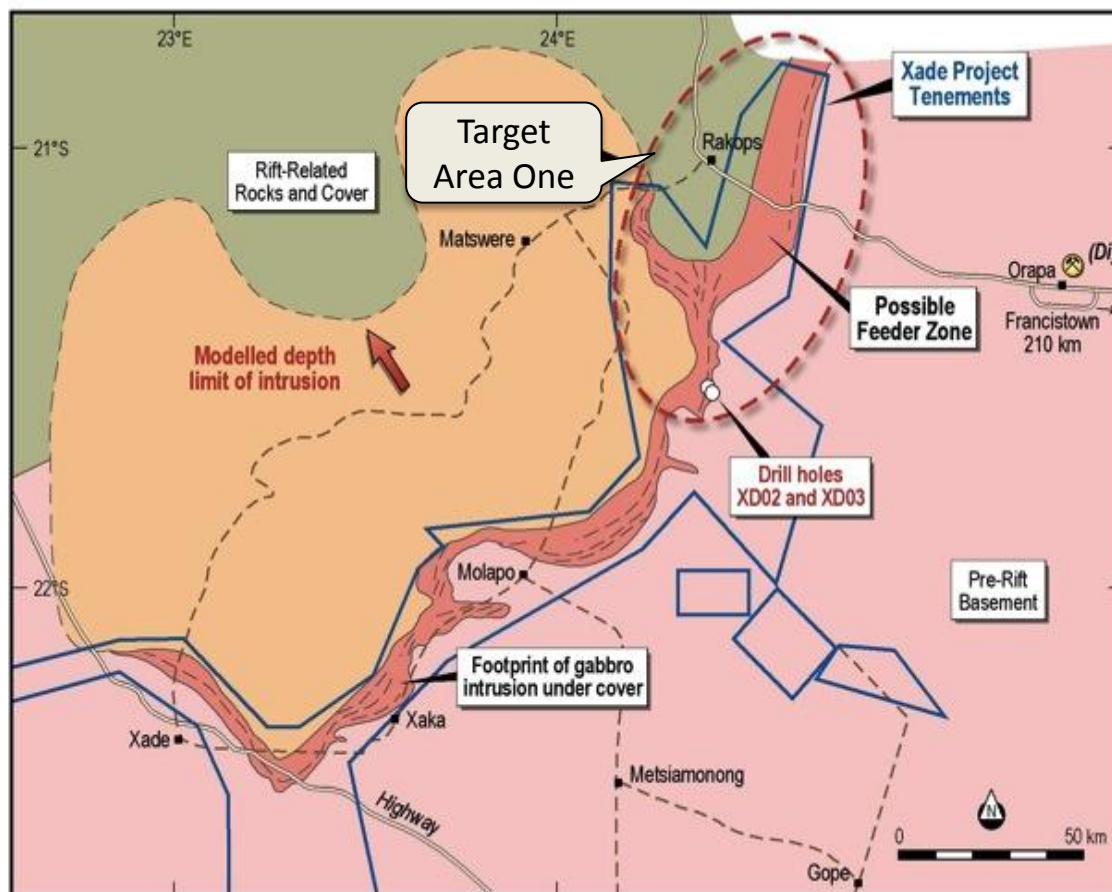 23°E
24°E
Xade Project
Tenements
Target
Area One
21°S
Rakops
Rift-Related
Rocks and Cover
Matswere
Orapa
Possible
Feeder Zone
Francistown
210 km
Modelled depth
limit of intrusion
Drill holes
XD02 and XD03
Molapo
22°S
Pre-Rift
Basement
Footprint of gabbro
intrusion under cover
Xaka
Xade
Metsiamonong
Highway
N
0 50 km
Gope